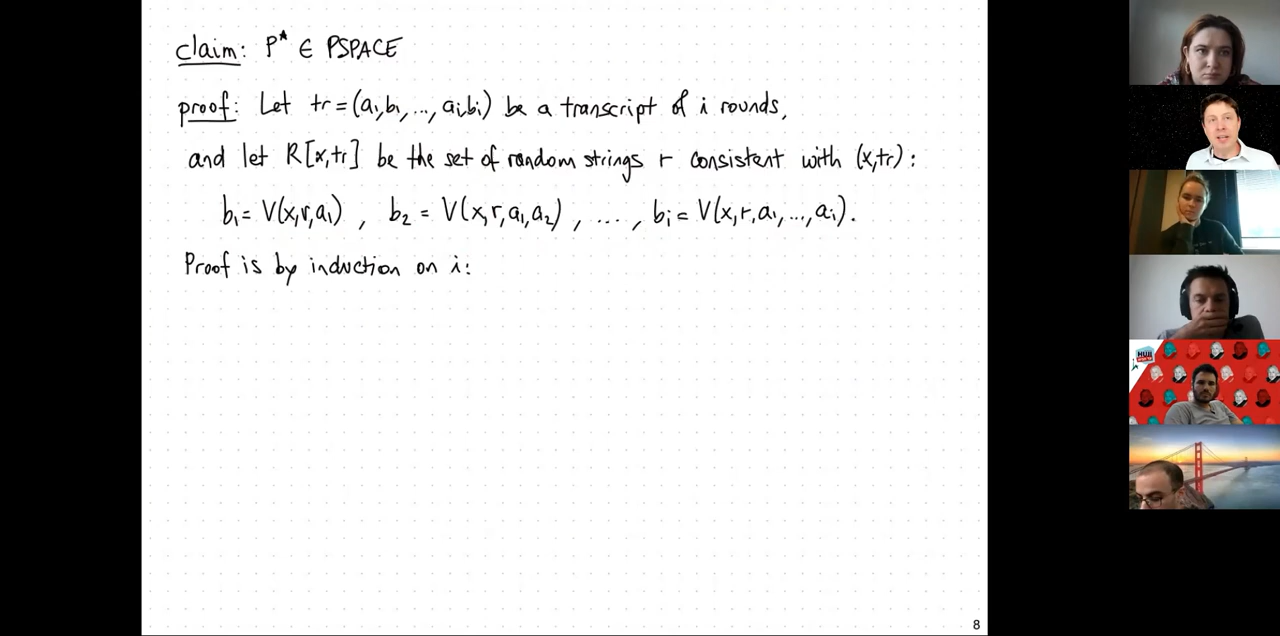 claim: P* ∈ PSPACE
proof: Let tr = (a₁,b₁, ..., aᵢ,bᵢ) be a transcript of i rounds,
and let R[x,tr] be the set of random strings r consistent with (x,tr):
b₁ = V(x,r,a₁) , b₂ = V(x,r,a₁,a₂) , ... , bᵢ = V(x,r,a₁,...,aᵢ).
Proof is by induction on i:
HUB
8